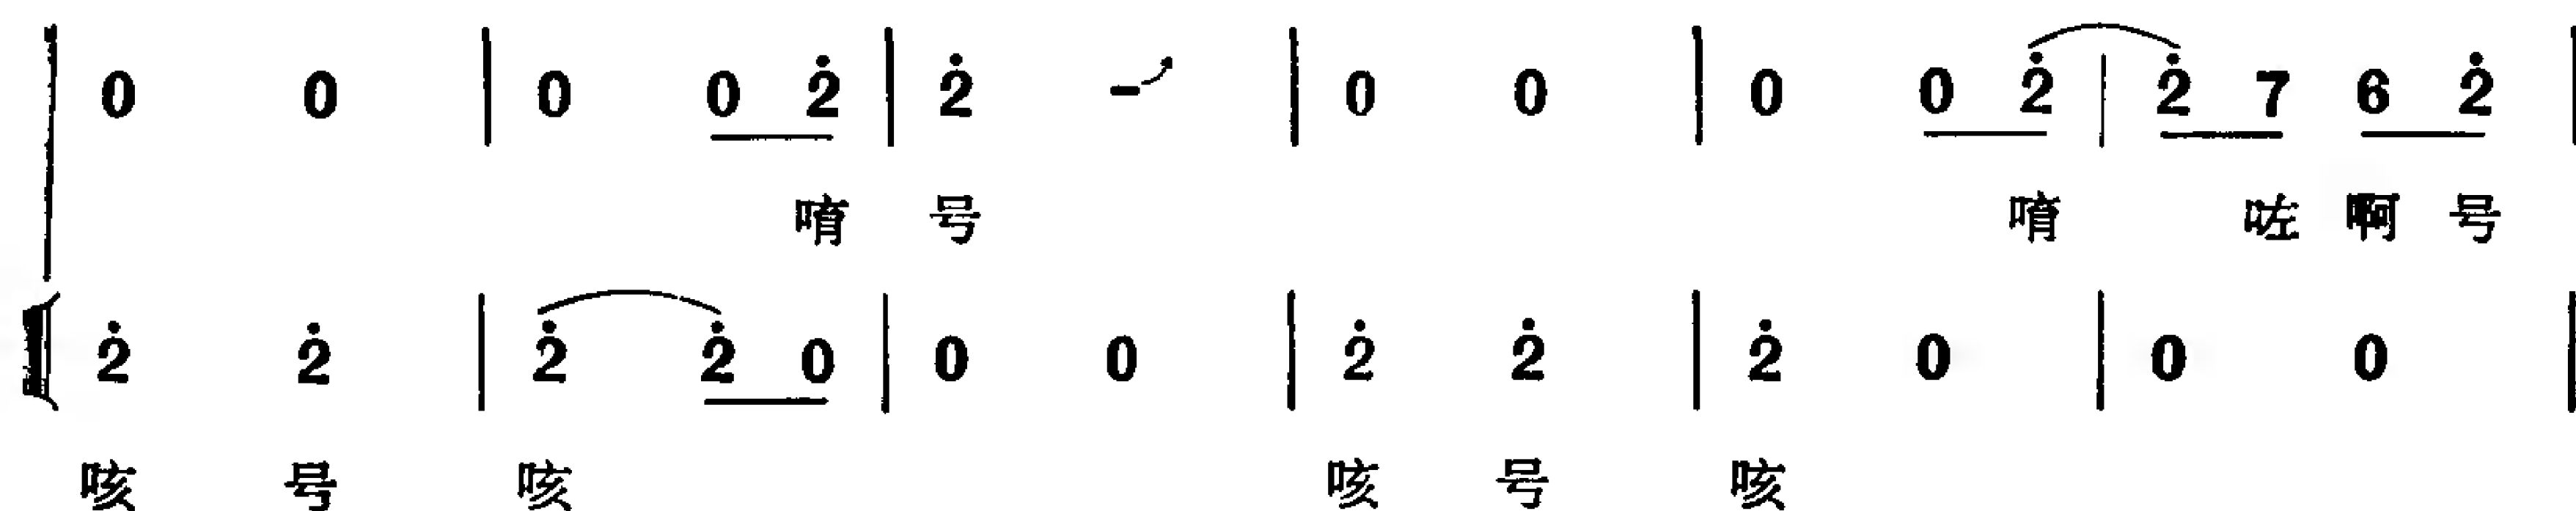 0 0 | 0 0 2̇ | 2̇ - | 0 0 | 0 0 2̇ | 2̇ 7 6 2̇ |
唷 号 唷 咗 啊 号
2̇ 2̇ | 2̇ 2̇ 0 | 0 0 | 2̇ 2̇ | 2̇ 0 | 0 0 |
咳 号 咳 咳 号 咳